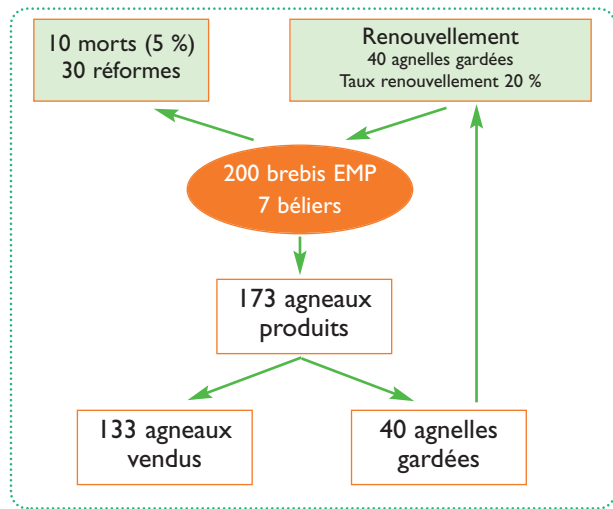 10 morts (5 %)
30 réformes
Renouvellement
40 agnelles gardées
Taux renouvellement 20 %
200 brebis EMP
7 béliers
173 agneaux
produits
133 agneaux
vendus
40 agnelles
gardées